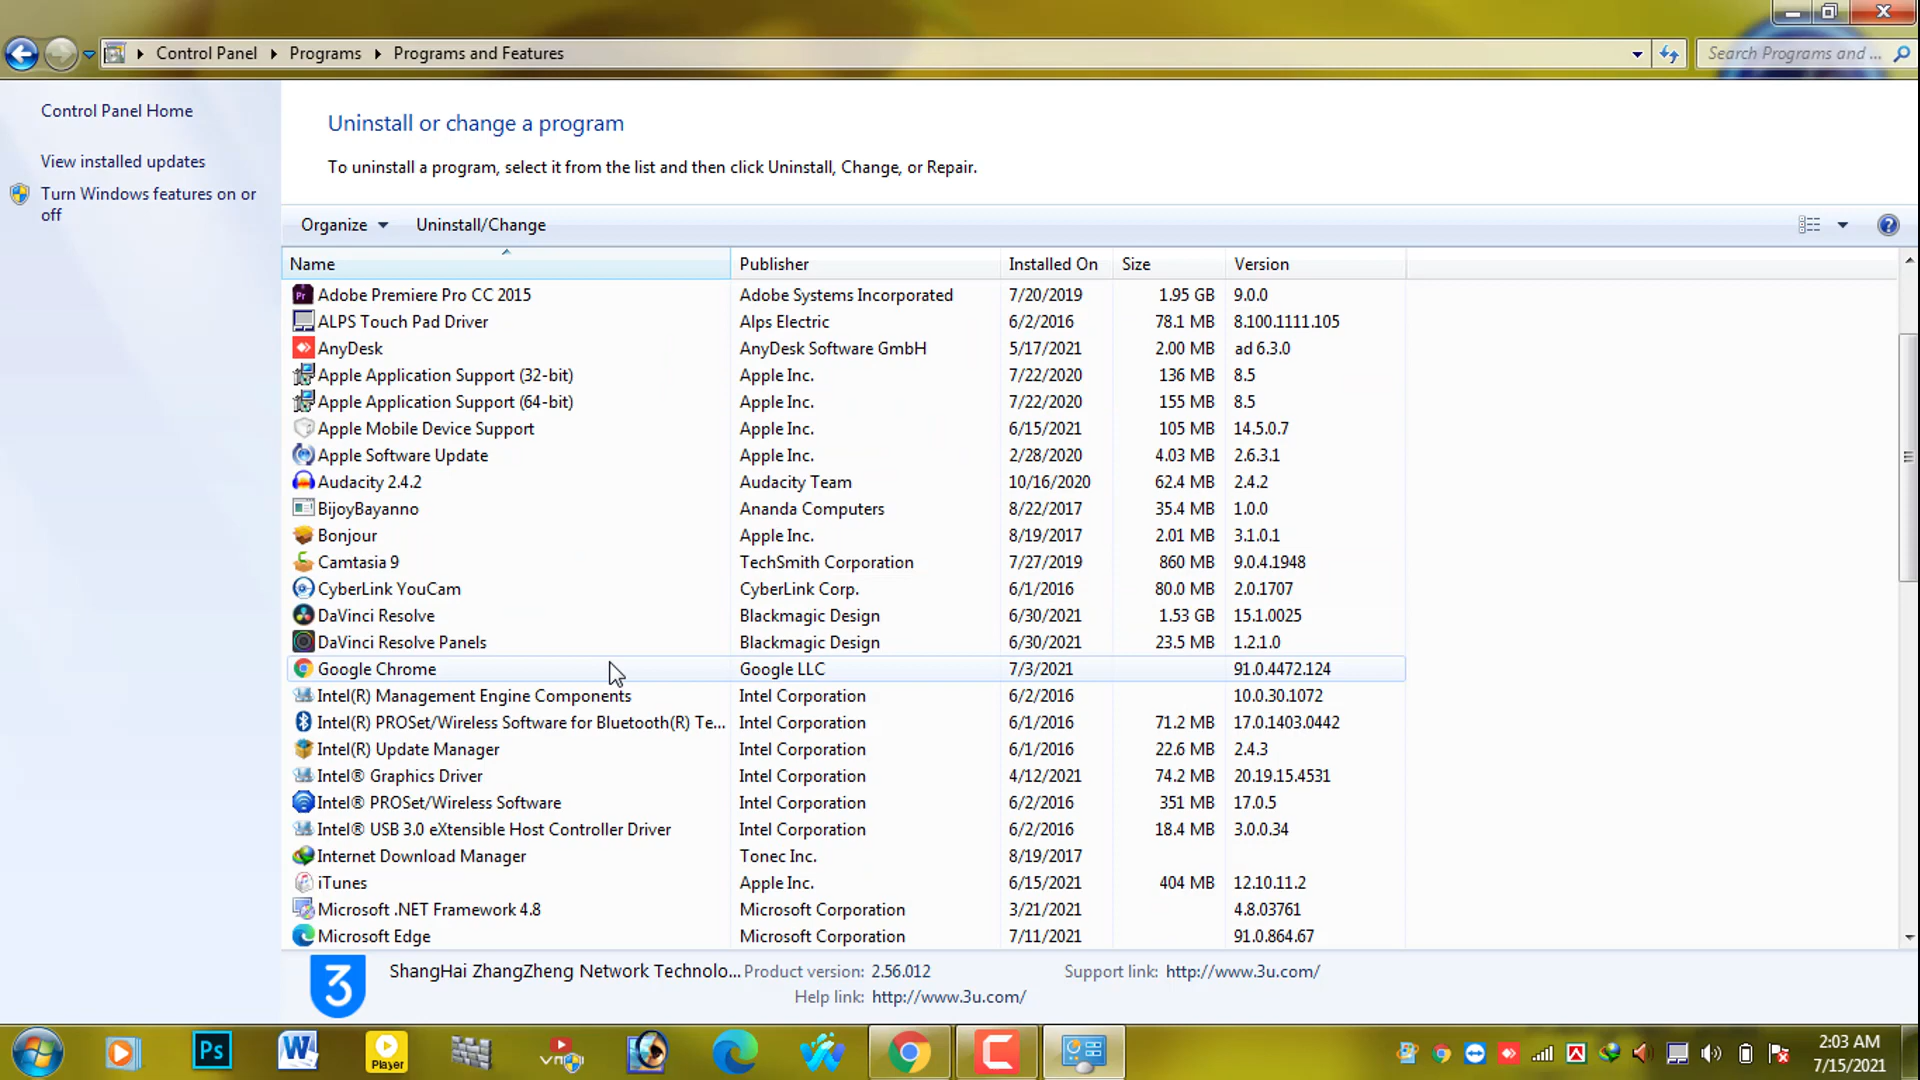 Control Panel ▸ Programs ▸ Programs and Features
Search Programs and ...
Control Panel Home
View installed updates
Turn Windows features on or
off
Uninstall or change a program
To uninstall a program, select it from the list and then click Uninstall, Change, or Repair.
Organize Uninstall/Change
Name Publisher Installed On Size Version
Adobe Premiere Pro CC 2015 Adobe Systems Incorporated 7/20/2019 1.95 GB 9.0.0
ALPS Touch Pad Driver Alps Electric 6/2/2016 78.1 MB 8.100.1111.105
AnyDesk AnyDesk Software GmbH 5/17/2021 2.00 MB ad 6.3.0
Apple Application Support (32-bit) Apple Inc. 7/22/2020 136 MB 8.5
Apple Application Support (64-bit) Apple Inc. 7/22/2020 155 MB 8.5
Apple Mobile Device Support Apple Inc. 6/15/2021 105 MB 14.5.0.7
Apple Software Update Apple Inc. 2/28/2020 4.03 MB 2.6.3.1
Audacity 2.4.2 Audacity Team 10/16/2020 62.4 MB 2.4.2
BijoyBayanno Ananda Computers 8/22/2017 35.4 MB 1.0.0
Bonjour Apple Inc. 8/19/2017 2.01 MB 3.1.0.1
Camtasia 9 TechSmith Corporation 7/27/2019 860 MB 9.0.4.1948
CyberLink YouCam CyberLink Corp. 6/1/2016 80.0 MB 2.0.1707
DaVinci Resolve Blackmagic Design 6/30/2021 1.53 GB 15.1.0025
DaVinci Resolve Panels Blackmagic Design 6/30/2021 23.5 MB 1.2.1.0
Google Chrome Google LLC 7/3/2021 91.0.4472.124
Intel(R) Management Engine Components Intel Corporation 6/2/2016 10.0.30.1072
Intel(R) PROSet/Wireless Software for Bluetooth(R) Te... Intel Corporation 6/1/2016 71.2 MB 17.0.1403.0442
Intel(R) Update Manager Intel Corporation 6/1/2016 22.6 MB 2.4.3
Intel® Graphics Driver Intel Corporation 4/12/2021 74.2 MB 20.19.15.4531
Intel® PROSet/Wireless Software Intel Corporation 6/2/2016 351 MB 17.0.5
Intel® USB 3.0 eXtensible Host Controller Driver Intel Corporation 6/2/2016 18.4 MB 3.0.0.34
Internet Download Manager Tonec Inc. 8/19/2017
iTunes Apple Inc. 6/15/2021 404 MB 12.10.11.2
Microsoft .NET Framework 4.8 Microsoft Corporation 3/21/2021 4.8.03761
Microsoft Edge Microsoft Corporation 7/11/2021 91.0.864.67
3 ShangHai ZhangZheng Network Technolo... Product version: 2.56.012 Support link: http://www.3u.com/
Help link: http://www.3u.com/
Ps W Player
2:03 AM
7/15/2021